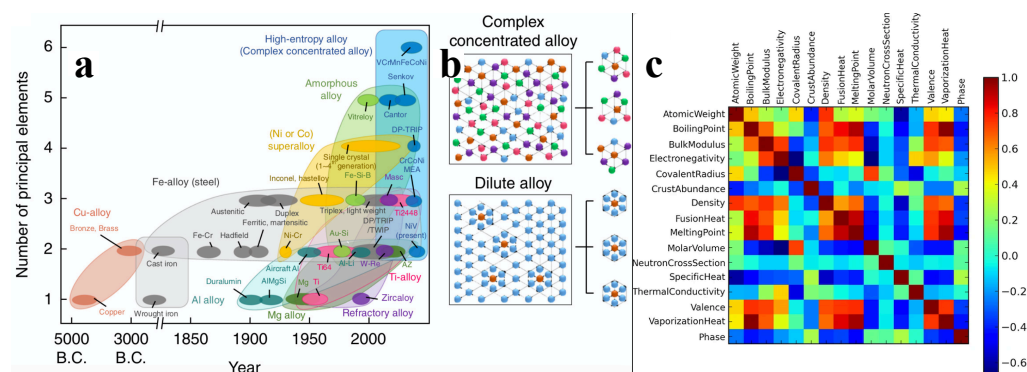 a
Number of principal elements
6
5
4
3
2
1
High-entropy alloy
(Complex concentrated alloy)
VCrMnFeCoNi
Senkov
Amorphous
alloy
Vitreloy
Cantor
DP-TRIP
(Ni or Co)
superalloy
Single crystal
(1–4 generation)
CrCoNi
MEA
Inconel, hastelloy
Fe-Si-B
Masc
Fe-alloy (steel)
Austenitic
Duplex
Ferritic, martensitic
Triplex, light weight
Ti2448
DP/TRIP
/TWIP
NiV
(present)
Cu-alloy
Bronze, Brass
Fe-Cr
Hadfield
Ni-Cr
Au-Si
Cast iron
Aircraft Al
Ti64
Al-Li
W-Re
AZ
Ti-alloy
Duralumin
AlMgSi
Mg
Ti
Zircaloy
Al alloy
Copper
Wrought iron
Mg alloy
Refractory alloy
5000
B.C.
3000
B.C.
1850
1900
1950
2000
Year
b
Complex
concentrated alloy
Dilute alloy
c
AtomicWeight
BoilingPoint
BulkModulus
Electronegativity
CovalentRadius
CrustAbundance
Density
FusionHeat
MeltingPoint
MolarVolume
NeutronCrossSection
SpecificHeat
ThermalConductivity
Valence
VaporizationHeat
Phase
AtomicWeight
BoilingPoint
BulkModulus
Electronegativity
CovalentRadius
CrustAbundance
Density
FusionHeat
MeltingPoint
MolarVolume
NeutronCrossSection
SpecificHeat
ThermalConductivity
Valence
VaporizationHeat
Phase
1.0
0.8
0.6
0.4
0.2
0.0
−0.2
−0.4
−0.6